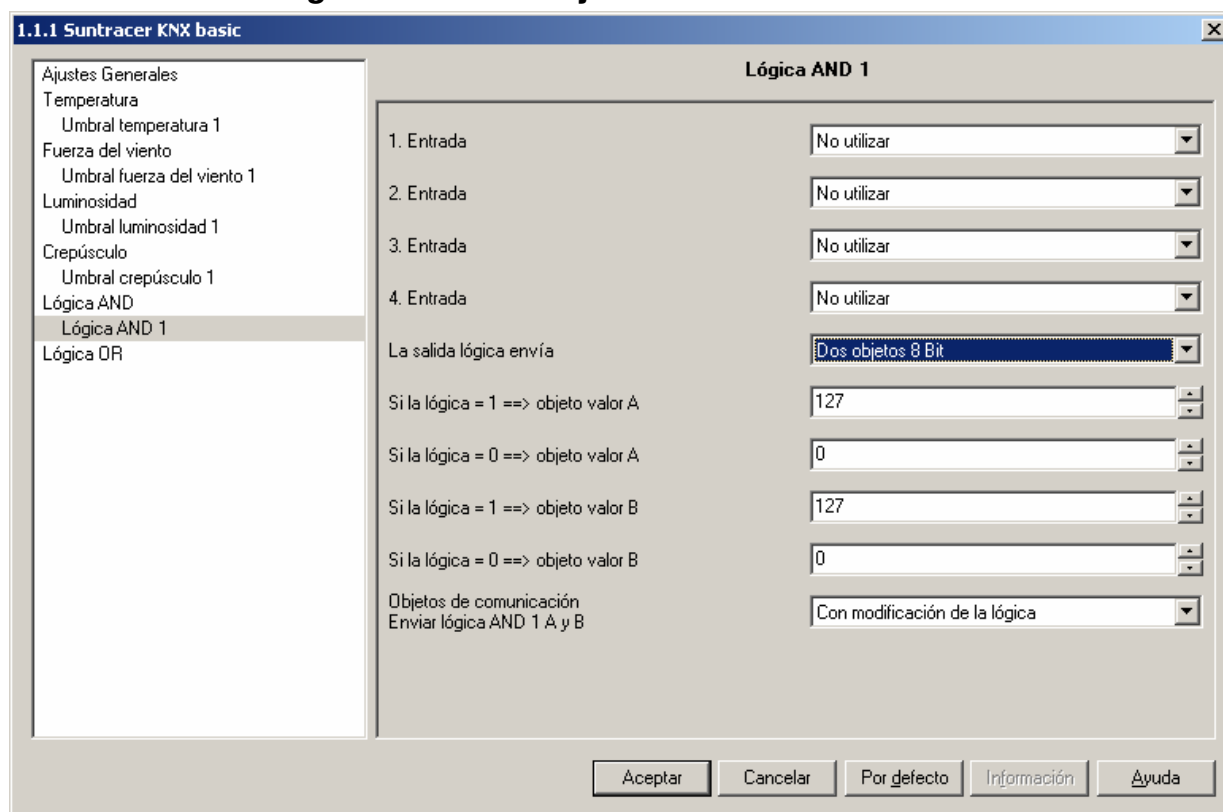 1.1.1 Suntracer KNX basic
Ajustes Generales
Temperatura
Umbral temperatura 1
Fuerza del viento
Umbral fuerza del viento 1
Luminosidad
Umbral luminosidad 1
Crepúsculo
Umbral crepúsculo 1
Lógica AND
Lógica AND 1
Lógica OR
Lógica AND 1
1. Entrada No utilizar
2. Entrada No utilizar
3. Entrada No utilizar
4. Entrada No utilizar
La salida lógica envía Dos objetos 8 Bit
Si la lógica = 1 ==> objeto valor A 127
Si la lógica = 0 ==> objeto valor A 0
Si la lógica = 1 ==> objeto valor B 127
Si la lógica = 0 ==> objeto valor B 0
Objetos de comunicación
Enviar lógica AND 1 A y B Con modificación de la lógica
Aceptar Cancelar Por defecto Información Ayuda